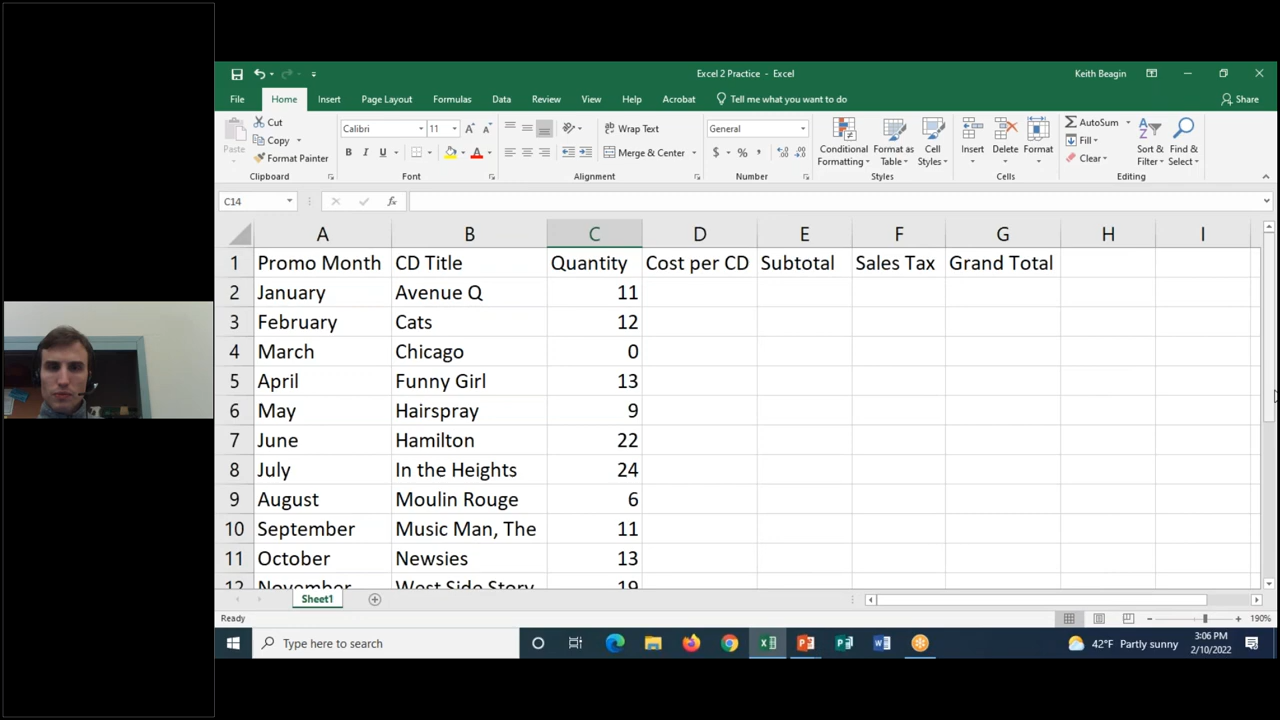 Excel 2 Practice - Excel
Keith Beagin
File Home Insert Page Layout Formulas Data Review View Help Acrobat Tell me what you want to do Share
Paste
Cut
Copy
Format Painter
Clipboard
Calibri 11
B I U A
Font
Wrap Text
Merge & Center
Alignment
General
$ % ,
Number
Conditional Formatting
Format as Table
Cell Styles
Styles
Insert Delete Format
Cells
AutoSum
Fill
Clear
Sort & Filter
Find & Select
Editing
C14 fx
A B C D E F G H I
1 Promo Month CD Title Quantity Cost per CD Subtotal Sales Tax Grand Total
2 January Avenue Q 11
3 February Cats 12
4 March Chicago 0
5 April Funny Girl 13
6 May Hairspray 9
7 June Hamilton 22
8 July In the Heights 24
9 August Moulin Rouge 6
10 September Music Man, The 11
11 October Newsies 13
12 November West Side Story 19
Sheet1
Ready
190%
Type here to search
42°F Partly sunny
3:06 PM
2/10/2022